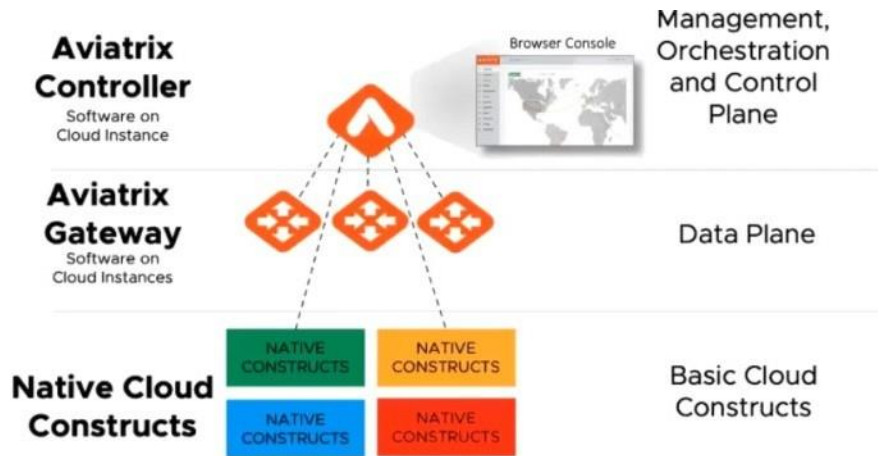 Aviatrix
Controller
Software on
Cloud Instance
Browser Console
Management,
Orchestration
and Control
Plane
Aviatrix
Gateway
Software on
Cloud Instances
Data Plane
Native Cloud
Constructs
NATIVE
CONSTRUCTS
NATIVE
CONSTRUCTS
NATIVE
CONSTRUCTS
NATIVE
CONSTRUCTS
Basic Cloud
Constructs